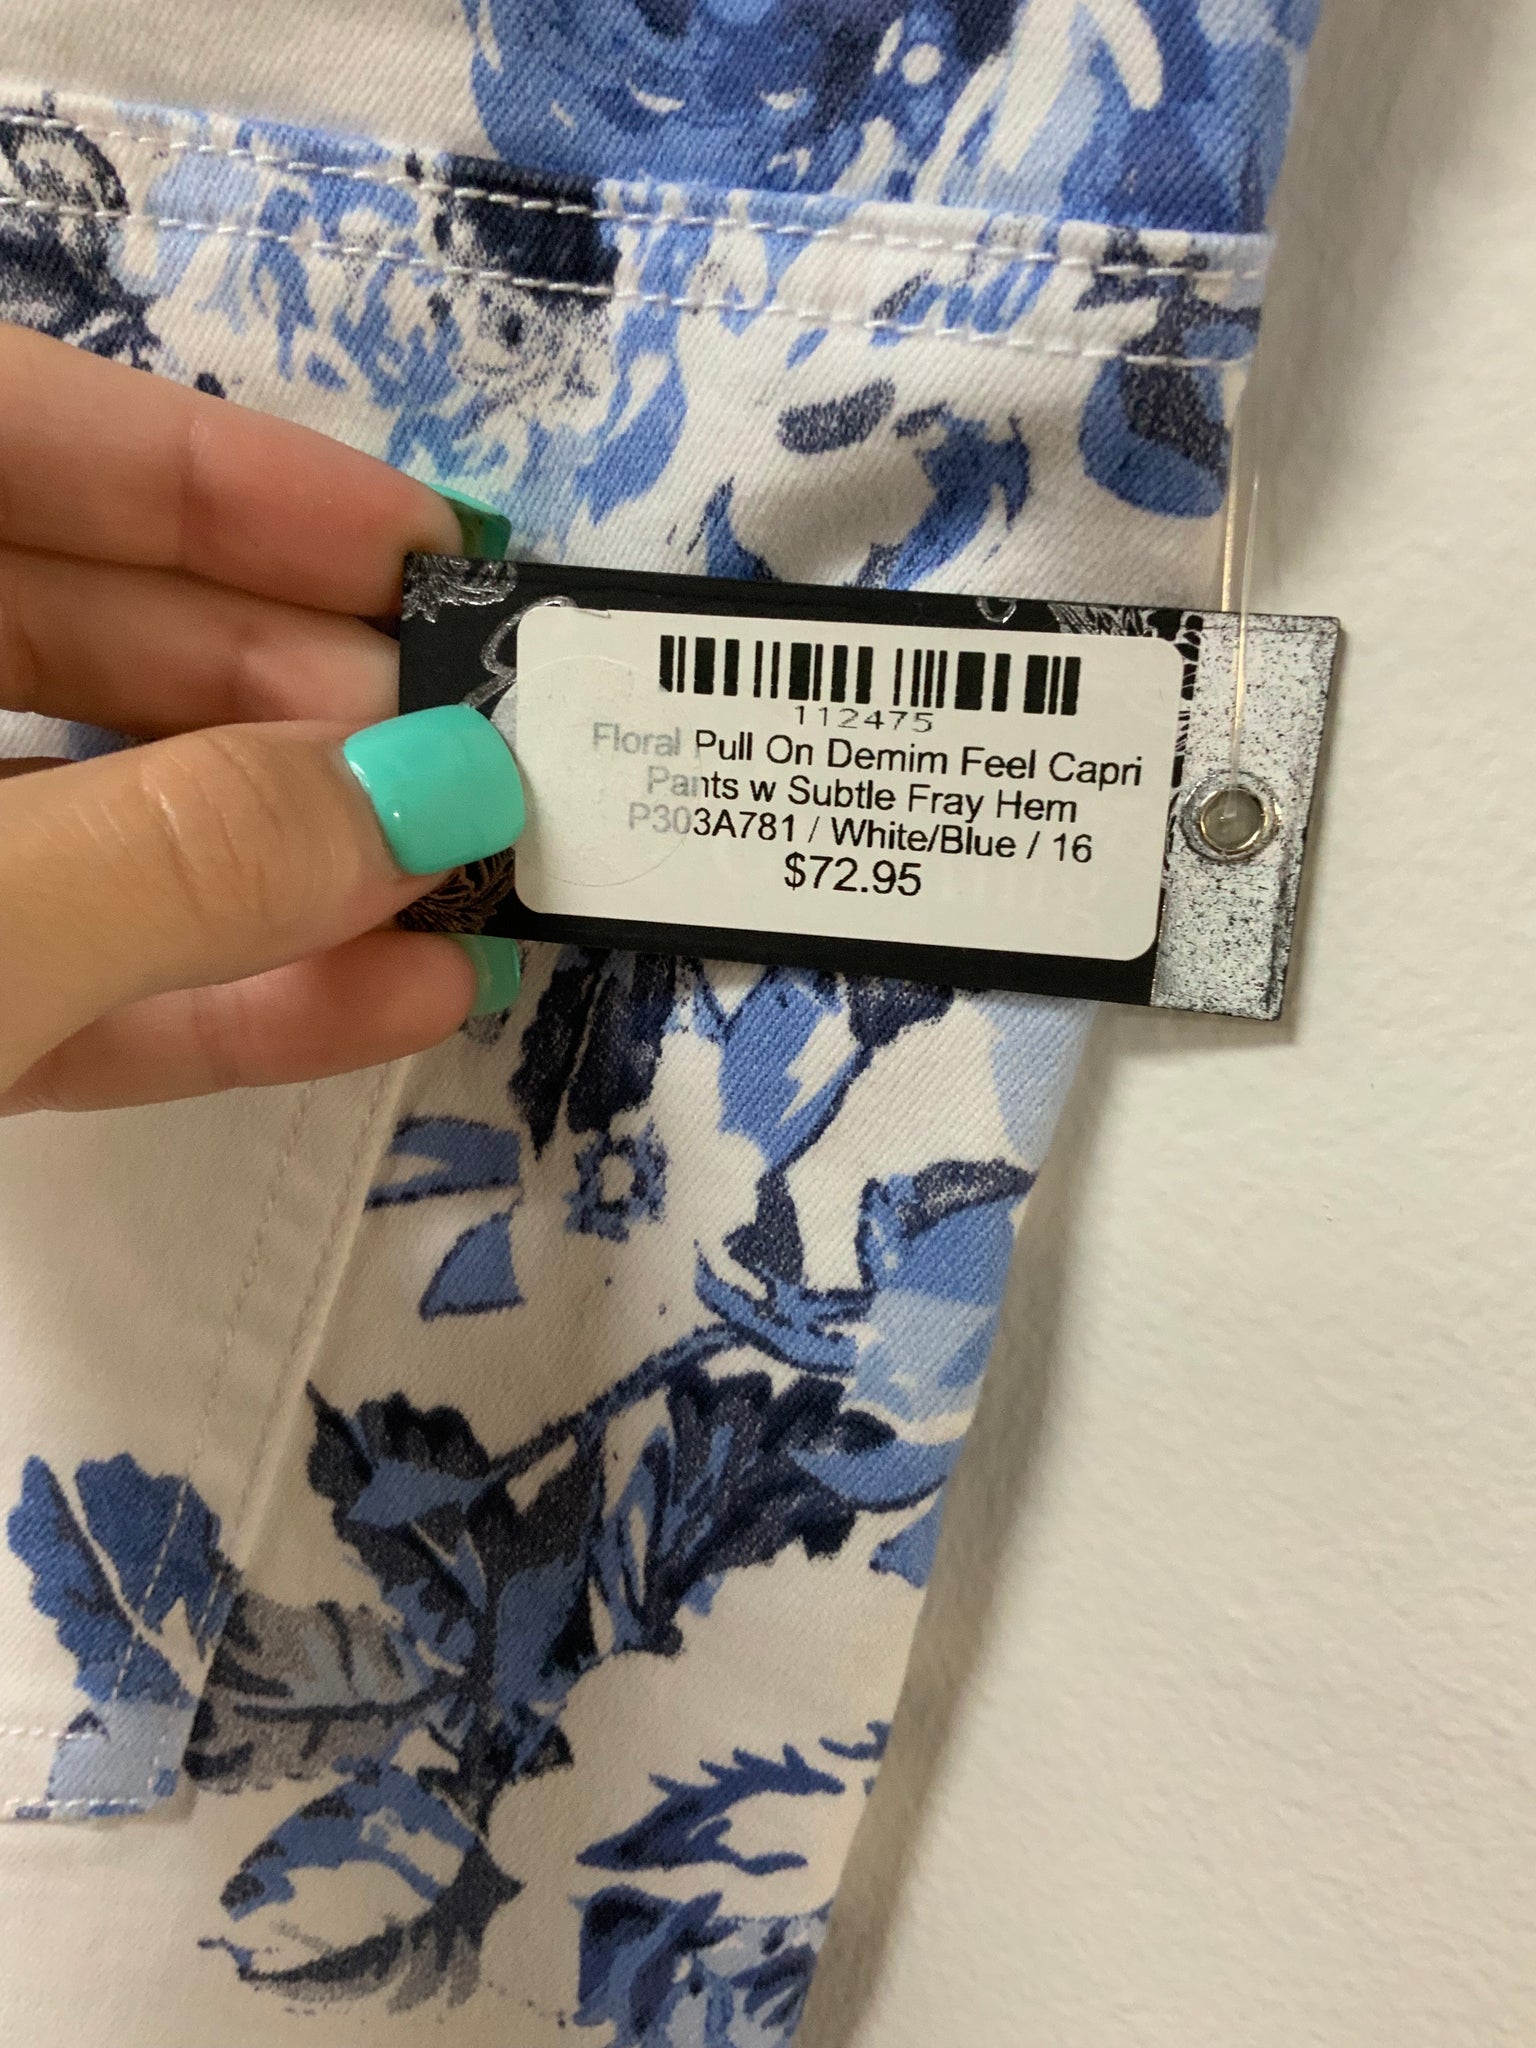 112475
Floral Pull On Demim Feel Capri
Pants w Subtle Fray Hem
P303A781 / White/Blue / 16
$72.95